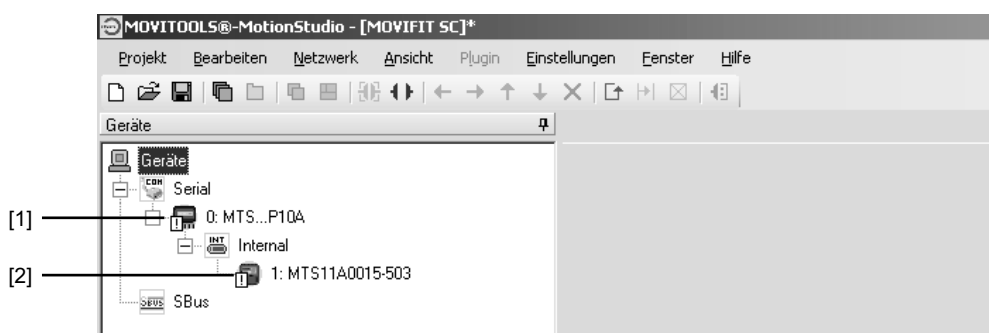 MOVITOOLS®-MotionStudio - [MOVIFIT SC]*
Projekt Bearbeiten Netzwerk Ansicht Plugin Einstellungen Fenster Hilfe
Geräte
Geräte
COM Serial
[1] 0: MTS...P10A
INT Internal
[2] 1: MTS11A0015-503
SBUS SBus